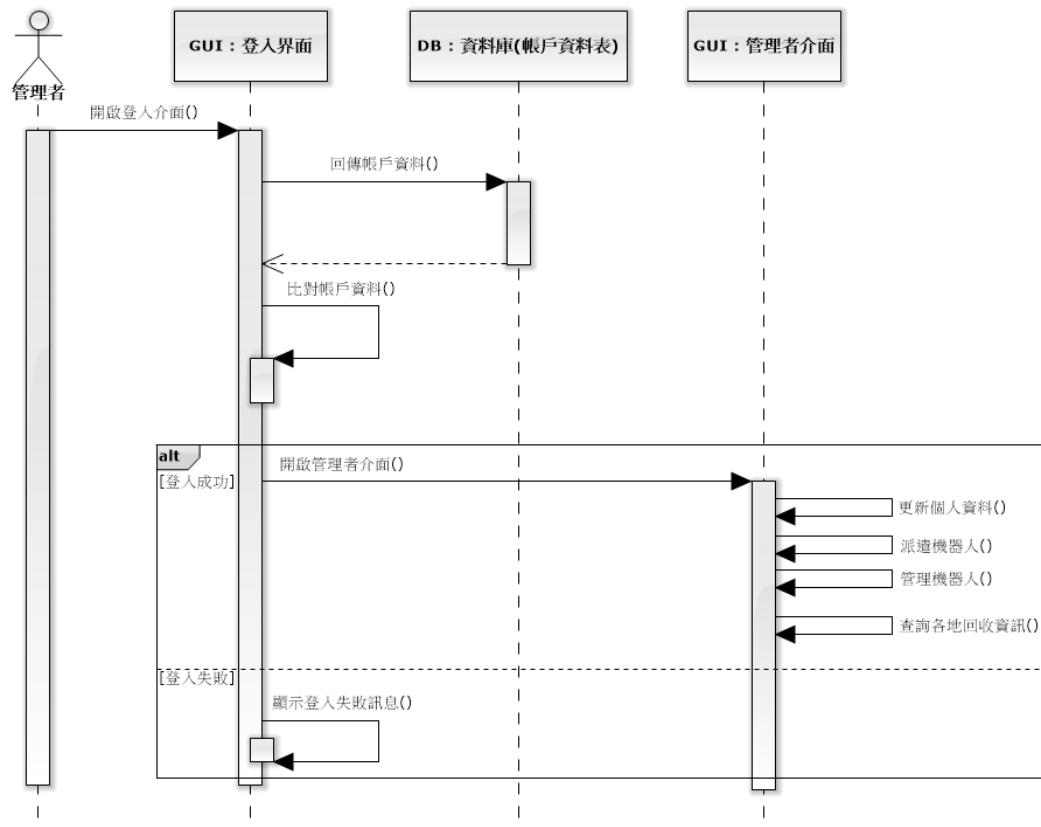 GUI：登入界面
DB：資料庫(帳戶資料表)
GUI：管理者介面
管理者
開啟登入介面()
回傳帳戶資料()
比對帳戶資料()
alt
開啟管理者介面()
[登入成功]
更新個人資料()
派遣機器人()
管理機器人()
查詢各地回收資訊()
[登入失敗]
顯示登入失敗訊息()